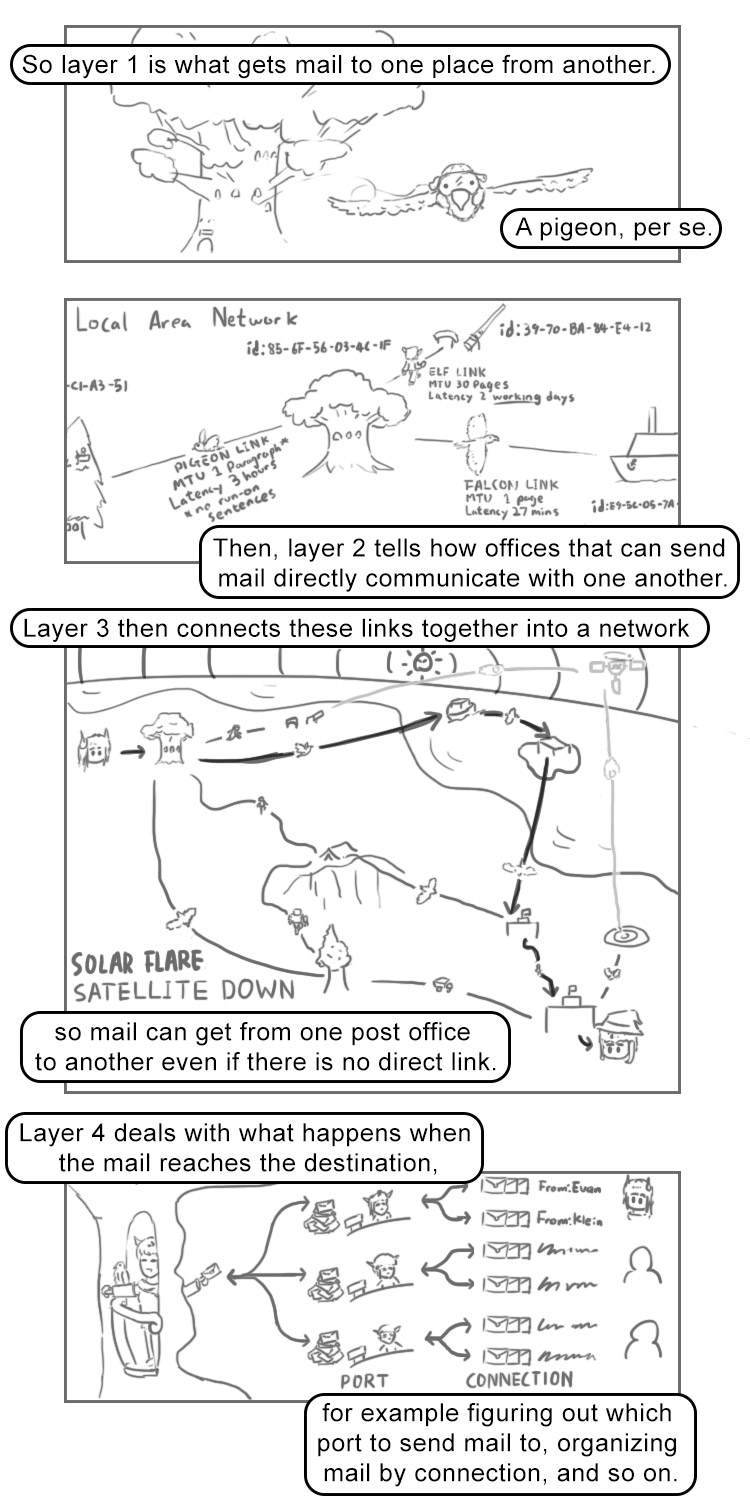 So layer 1 is what gets mail to one place from another.
A pigeon, per se.
Local Area Network
id:85-6F-56-03-4C-1F
id:39-70-BA-84-E4-12
-C1-A3-51
ELF LINK
MTU 30 Pages
Latency 2 working days
PIGEON LINK
MTU 1 Paragraph*
Latency 3 hours
*no run-on
sentences
FALCON LINK
MTU 1 page
Latency 27 mins
id:E9-5C-05-7A-
Then, layer 2 tells how offices that can send
mail directly communicate with one another.
Layer 3 then connects these links together into a network
SOLAR FLARE
SATELLITE DOWN
so mail can get from one post office
to another even if there is no direct link.
Layer 4 deals with what happens when
the mail reaches the destination,
From:Evan
From:Klein
PORT
CONNECTION
for example figuring out which
port to send mail to, organizing
mail by connection, and so on.